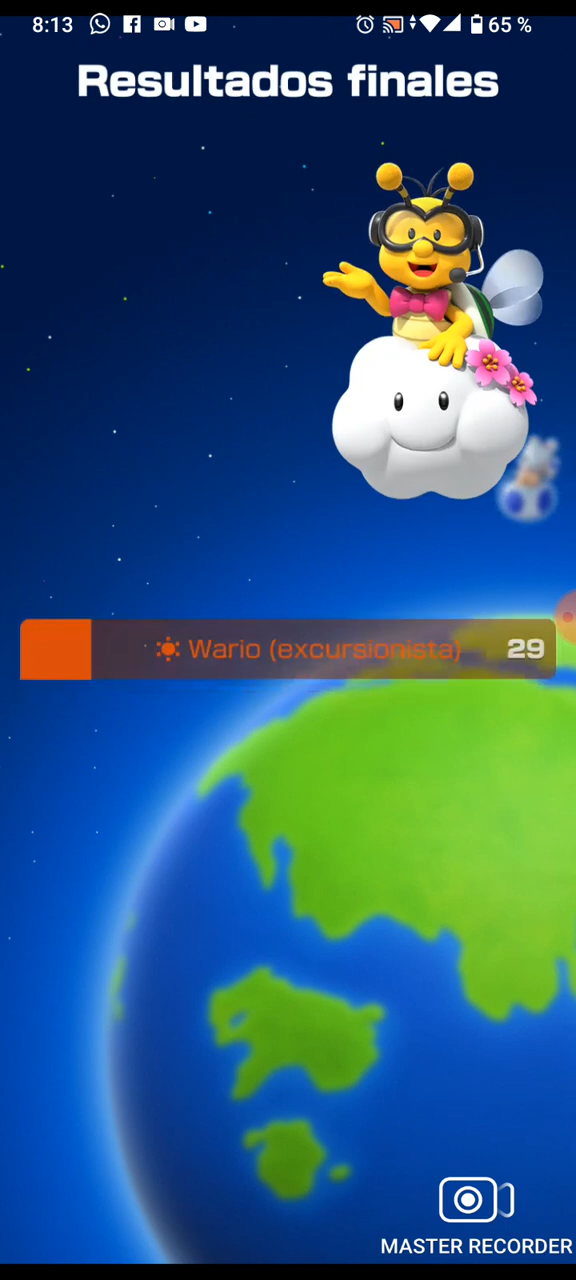 8:13
65 %
Resultados finales
Wario (excursionista)
29
MASTER RECORDER